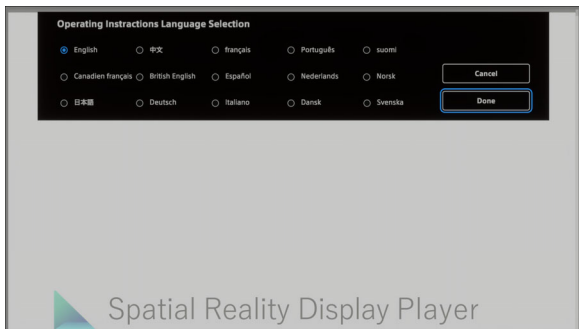 Operating Instractions Language Selection
English 中文 français Português suomi
Canadien français British English Español Nederlands Norsk Cancel
日本語 Deutsch Italiano Dansk Svenska Done
Spatial Reality Display Player